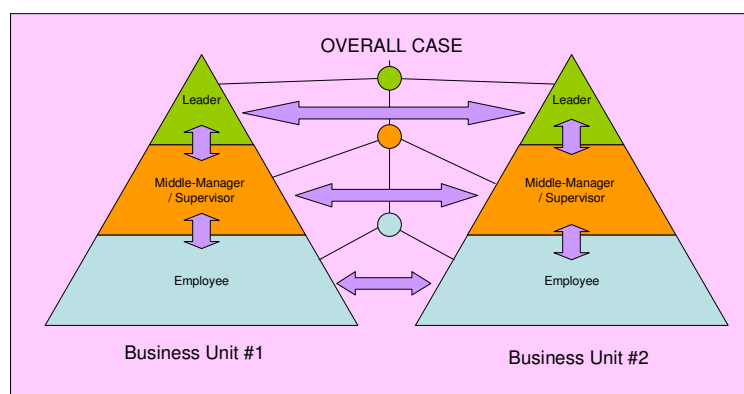 OVERALL CASE
Leader
Leader
Middle-Manager
/ Supervisor
Middle-Manager
/ Supervisor
Employee
Employee
Business Unit #1
Business Unit #2